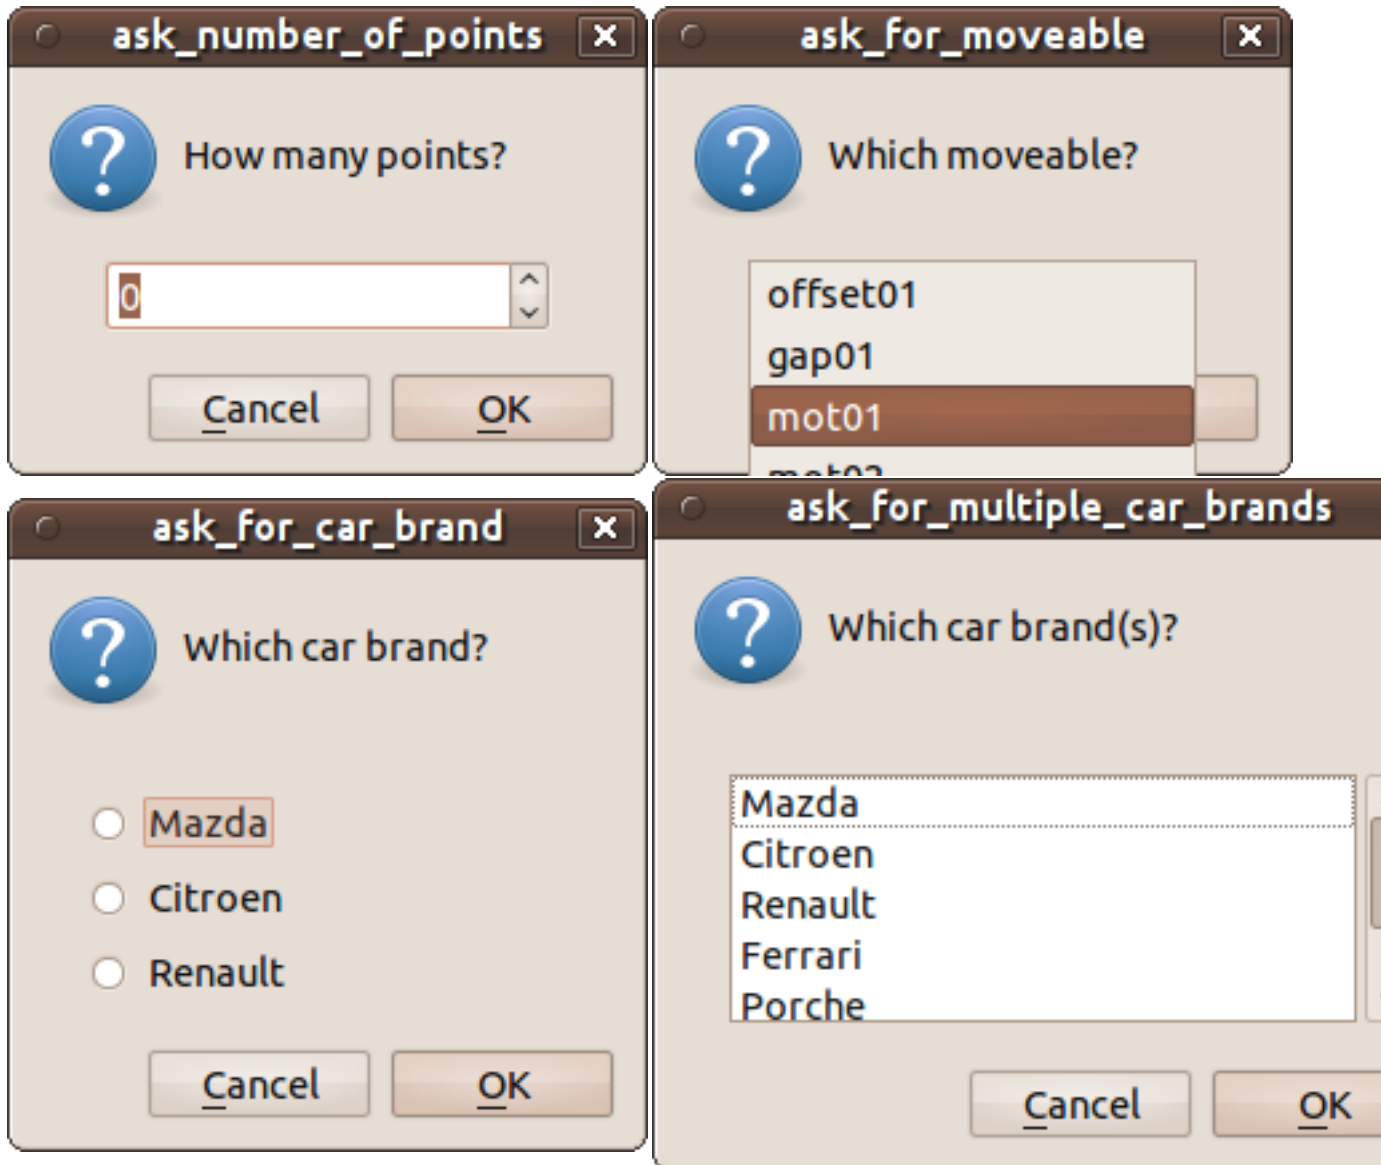 ask_number_of_points
How many points?
0
Cancel
OK
ask_for_moveable
Which moveable?
offset01
gap01
mot01
ask_for_car_brand
Which car brand?
Mazda
Citroen
Renault
Cancel
OK
ask_for_multiple_car_brands
Which car brand(s)?
Mazda
Citroen
Renault
Ferrari
Porche
Cancel
OK